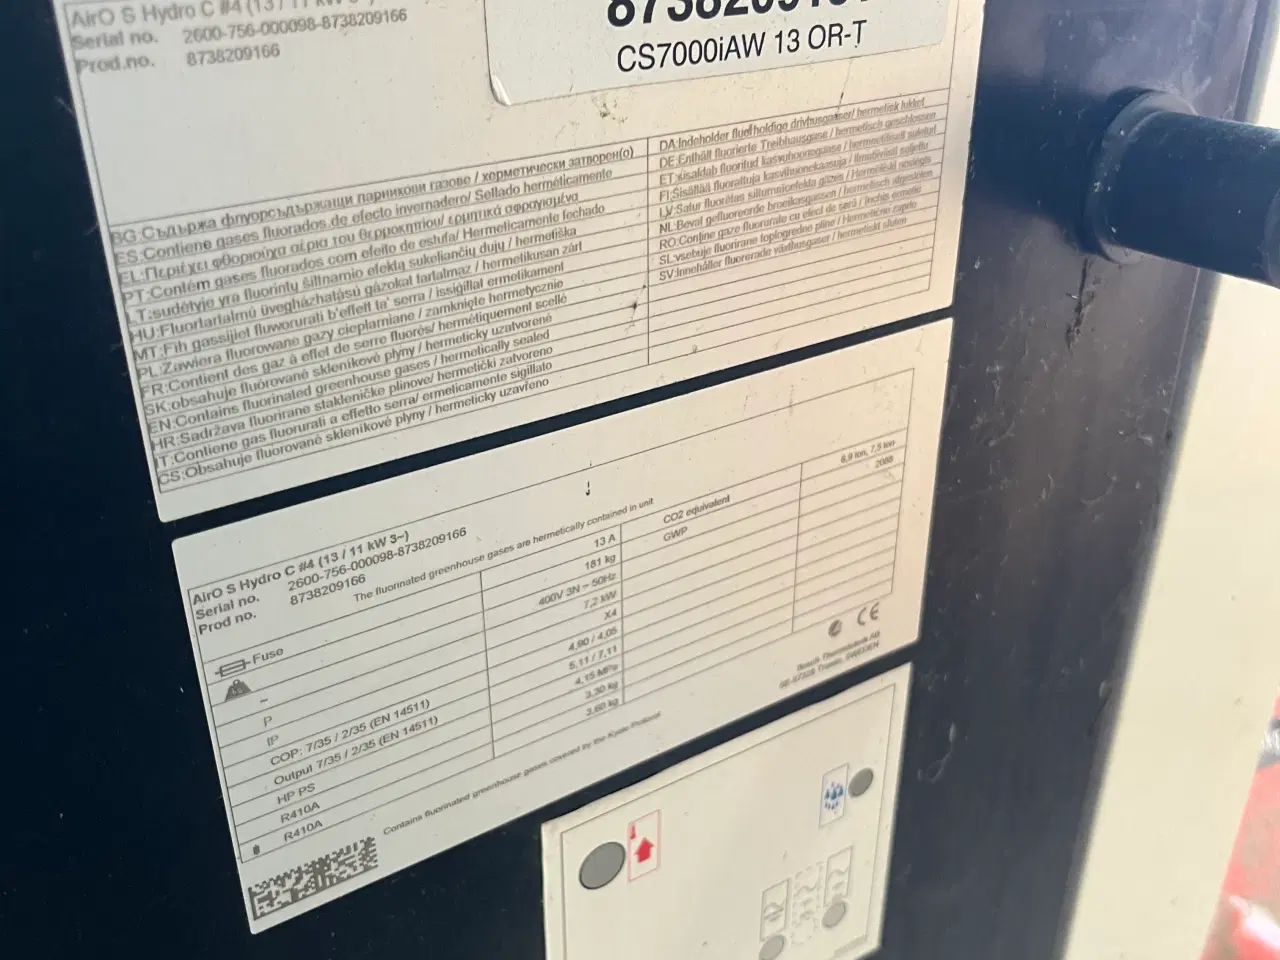 AirO S Hydro C #4 (13 / 11 kW 3~)
Serial no. 2600-756-000098-8738209166
Prod.no. 8738209166
CS7000iAW 13 OR-T
BG:Съдържа флуорсъдържащи парникови газове / херметически затворен(о)
ES:Contiene gases fluorados de efecto invernadero/ Sellado herméticamente
EL:Περιέχει φθοριούχα αέρια του θερμοκηπίου/ ερμητικά σφραγισμένα
PT:Contém gases fluorados com efeito de estufa/ Hermeticamente fechado
LT:sudėtyje yra fluorintų šiltnamio efektą sukeliančių dujų / hermetiška
HU:Fluortartalmú üvegházhatású gázokat tartalmaz / hermetikusan zárt
MT:Fih gassijiet fluworurati b'effett ta' serra / issigillat ermetikament
PL:Zawiera fluorowane gazy cieplarniane / zamknięte hermetycznie
FR:Contient des gaz à effet de serre fluorés/ hermétiquement scellé
SK:obsahuje fluórované skleníkové plyny / hermeticky uzatvorené
EN:Contains fluorinated greenhouse gases / hermetically sealed
HR:Sadržava fluorirane stakleničke plinove/ hermetički zatvoreno
IT:Contiene gas fluorurati a effetto serra/ ermeticamente sigillato
CS:Obsahuje fluorované skleníkové plyny / hermeticky uzavřeno
DA:Indeholder fluorholdige drivhusgasser/ hermetisk lukket
DE:Enthält fluorierte Treibhausgase / hermetisch geschlossen
ET:sisaldab fluoritud kasvuhoonegaase / hermeetiliselt suletud
FI:Sisältää fluorattuja kasvihuonekaasuja / ilmatiiviisti suljettu
LV:Satur fluorētas siltumnīcefekta gāzes / Hermētiski noslēgts
NL:Bevat gefluoreerde broeikasgassen / hermetisch afgesloten
RO:Conţine gaze fluorurate cu efect de seră / închis ermetic
SL:vsebuje fluorirane toplogredne pline / Hermetično zaprto
SV:Innehåller fluorerade växthusgaser / hermetiskt sluten
AirO S Hydro C #4 (13 / 11 kW 3~)
Serial no. 2600-756-000098-8738209166
Prod no. 8738209166
The fluorinated greenhouse gases are hermetically contained in unit
Fuse 13 A CO2 equivalent 6,9 ton, 7,5 ton
181 kg GWP 2088
~ 400V 3N ~ 50Hz
P 7,2 kW
IP X4
COP: 7/35 / 2/35 (EN 14511) 4,90 / 4,05
Output 7/35 / 2/35 (EN 14511) 5,11 / 7,11
HP PS 4,15 MPa
R410A 3,30 kg
R410A 3,60 kg
CE
Bosch Thermoteknik AB
SE-57328 Tranås, SWEDEN
Contains fluorinated greenhouse gases covered by the Kyoto Protocol